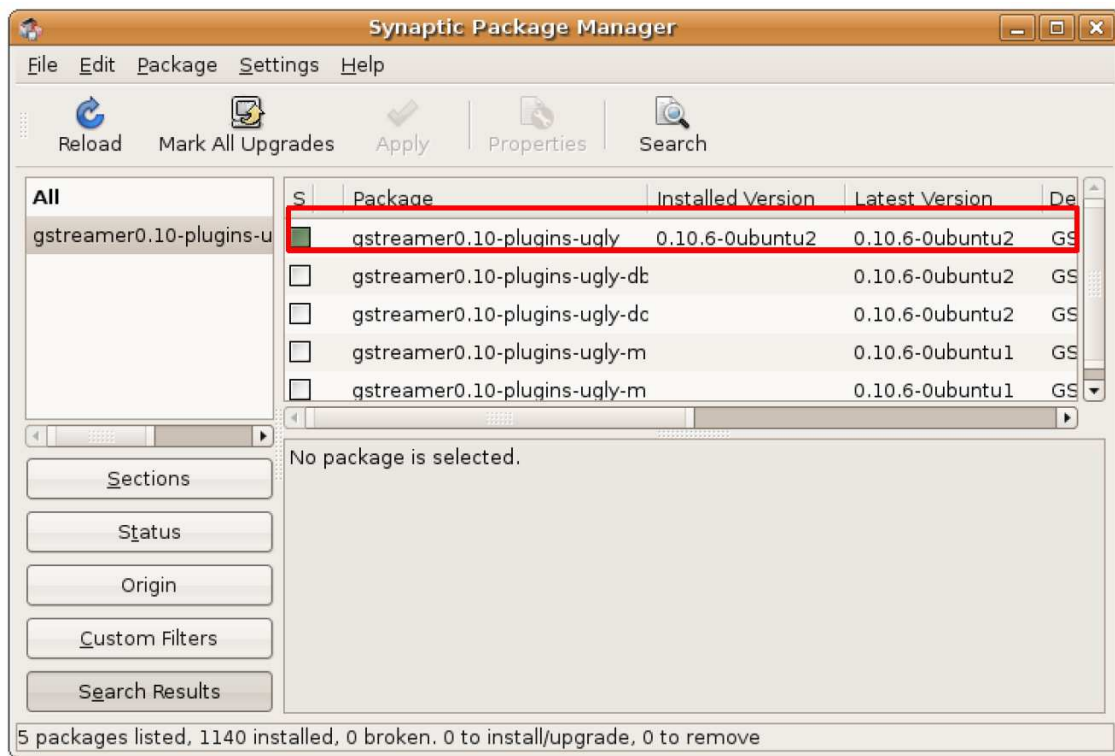 Synaptic Package Manager
File Edit Package Settings Help
Reload Mark All Upgrades Apply Properties Search
All
gstreamer0.10-plugins-u
S Package Installed Version Latest Version De
gstreamer0.10-plugins-ugly 0.10.6-0ubuntu2 0.10.6-0ubuntu2 GS
gstreamer0.10-plugins-ugly-db 0.10.6-0ubuntu2 GS
gstreamer0.10-plugins-ugly-dc 0.10.6-0ubuntu2 GS
gstreamer0.10-plugins-ugly-m 0.10.6-0ubuntu1 GS
gstreamer0.10-plugins-ugly-m 0.10.6-0ubuntu1 GS
No package is selected.
Sections
Status
Origin
Custom Filters
Search Results
5 packages listed, 1140 installed, 0 broken. 0 to install/upgrade, 0 to remove